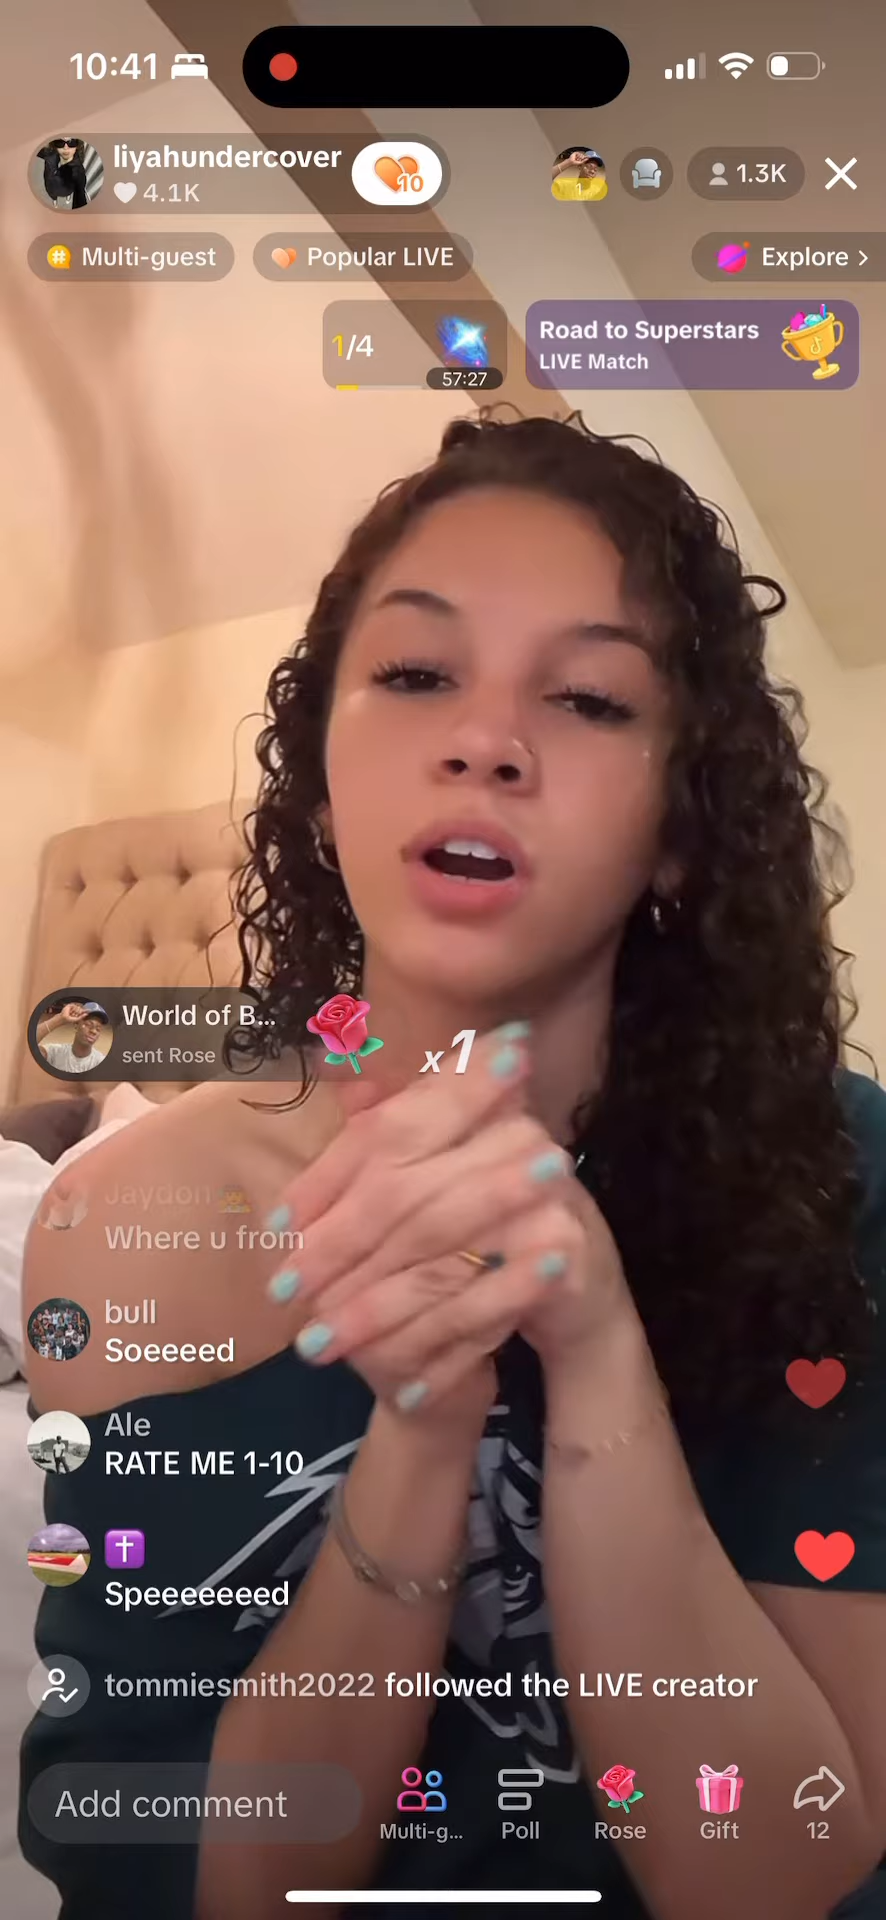 10:41
liyahundercover
4.1K
10
1
1.3K
Multi-guest
Popular LIVE
Explore >
1/4
57:27
Road to Superstars
LIVE Match
World of B...
sent Rose
x1
Jaydon
Where u from
bull
Soeeeed
Ale
RATE ME 1-10
Speeeeeeed
tommiesmith2022 followed the LIVE creator
Add comment
Multi-g...
Poll
Rose
Gift
12